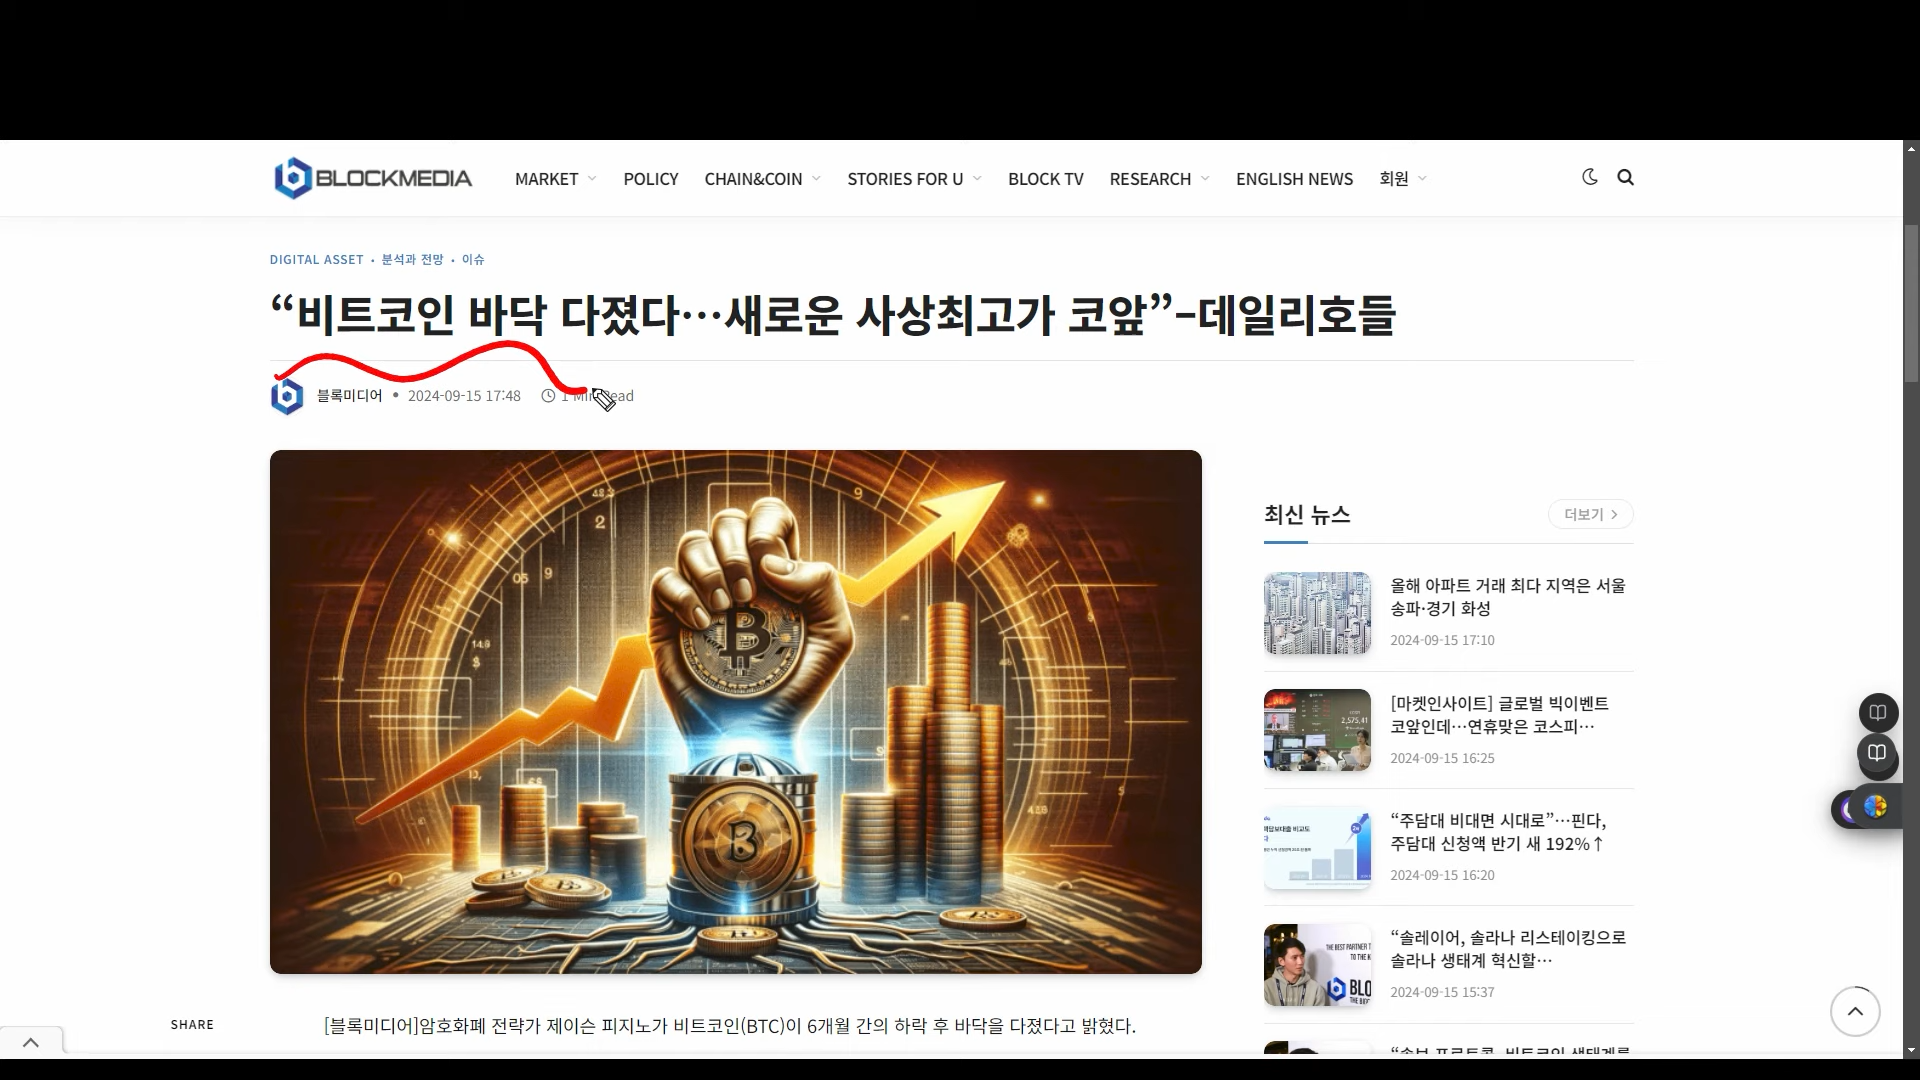 BLOCKMEDIA
MARKET
POLICY
CHAIN&COIN
STORIES FOR U
BLOCK TV
RESEARCH
ENGLISH NEWS
회원
DIGITAL ASSET • 분석과 전망 • 이슈
“비트코인 바닥 다졌다…새로운 사상최고가 코앞”–데일리호들
블록미디어 • 2024-09-15 17:48
최신 뉴스
더보기
올해 아파트 거래 최다 지역은 서울
송파·경기 화성
2024-09-15 17:10
[마켓인사이트] 글로벌 빅이벤트
코앞인데…연휴맞은 코스피…
2024-09-15 16:25
“주담대 비대면 시대로”…핀다,
주담대 신청액 반기 새 192%↑
2024-09-15 16:20
“솔레이어, 솔라나 리스테이킹으로
솔라나 생태계 혁신할…
2024-09-15 15:37
SHARE
[블록미디어]암호화폐 전략가 제이슨 피지노가 비트코인(BTC)이 6개월 간의 하락 후 바닥을 다졌다고 밝혔다.